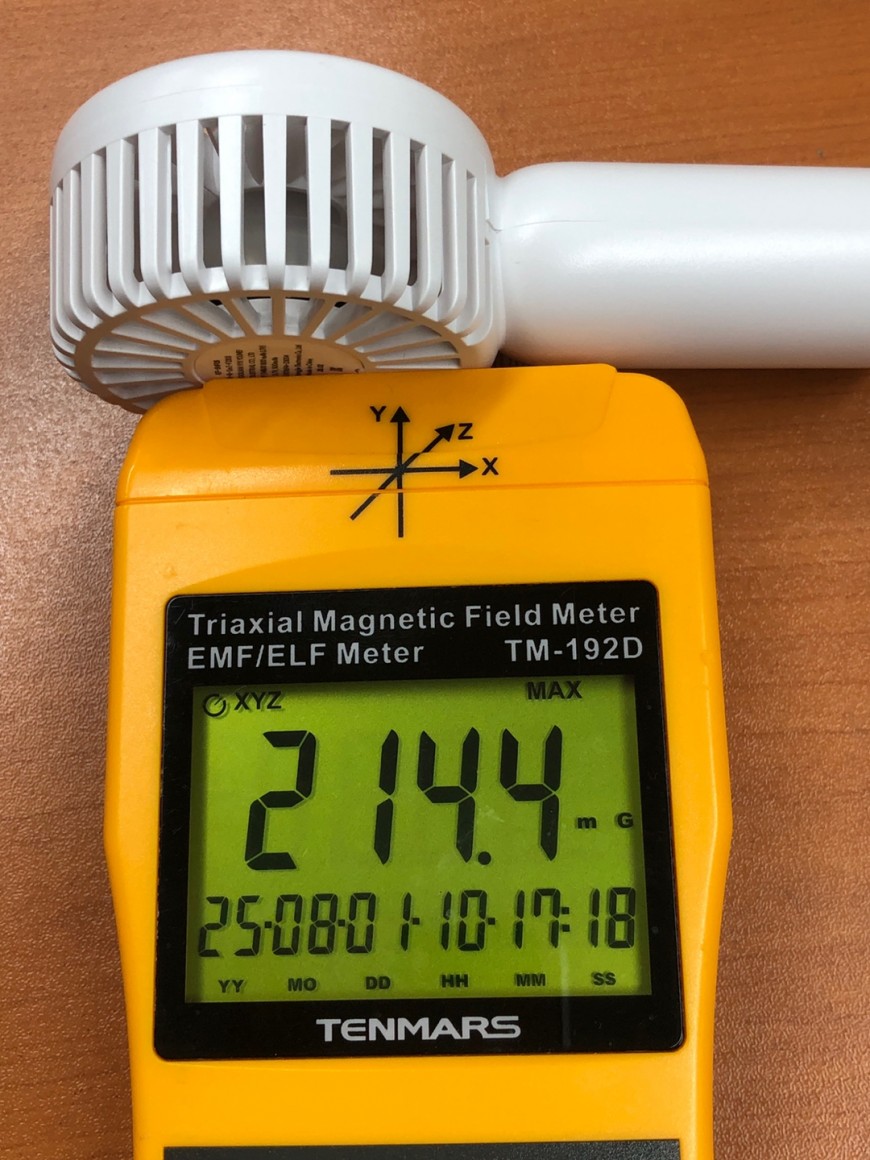 Y
Z
X
Triaxial Magnetic Field Meter
EMF/ELF Meter TM-192D
XYZ MAX
214.4 m G
25-08-01-10-17:18
YY MO DD HH MM SS
TENMARS